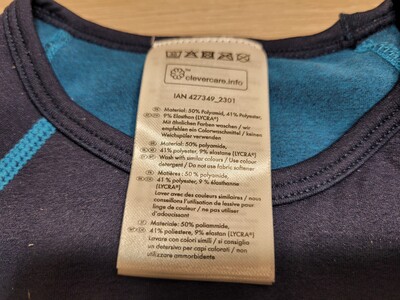 clevercare.info
IAN 427349_2301
Material: 50% Polyamid, 41% Polyester,
9% Elasthan (LYCRA®)
Mit ähnlichen Farben waschen / wir
empfehlen ein Colorwaschmittel / keinen
Weichspüler verwenden
Material: 50% polyamide,
41% polyester, 9% elastane (LYCRA®)
Wash with similar colours / Use colour
detergent / Do not use fabric softener
Matières: 50 % polyamide,
41 % polyester, 9 % élasthanne
(LYCRA®)
Laver avec des couleurs similaires / nous
conseillons l'utilisation de lessive pour
linge de couleur / ne pas utiliser
d'adoucissant
Materiale: 50% poliammide,
41% poliestere, 9% elastan (LYCRA®)
Lavare con colori simili / si consiglia
un detersivo per capi colorati / non
utilizzare ammorbidente